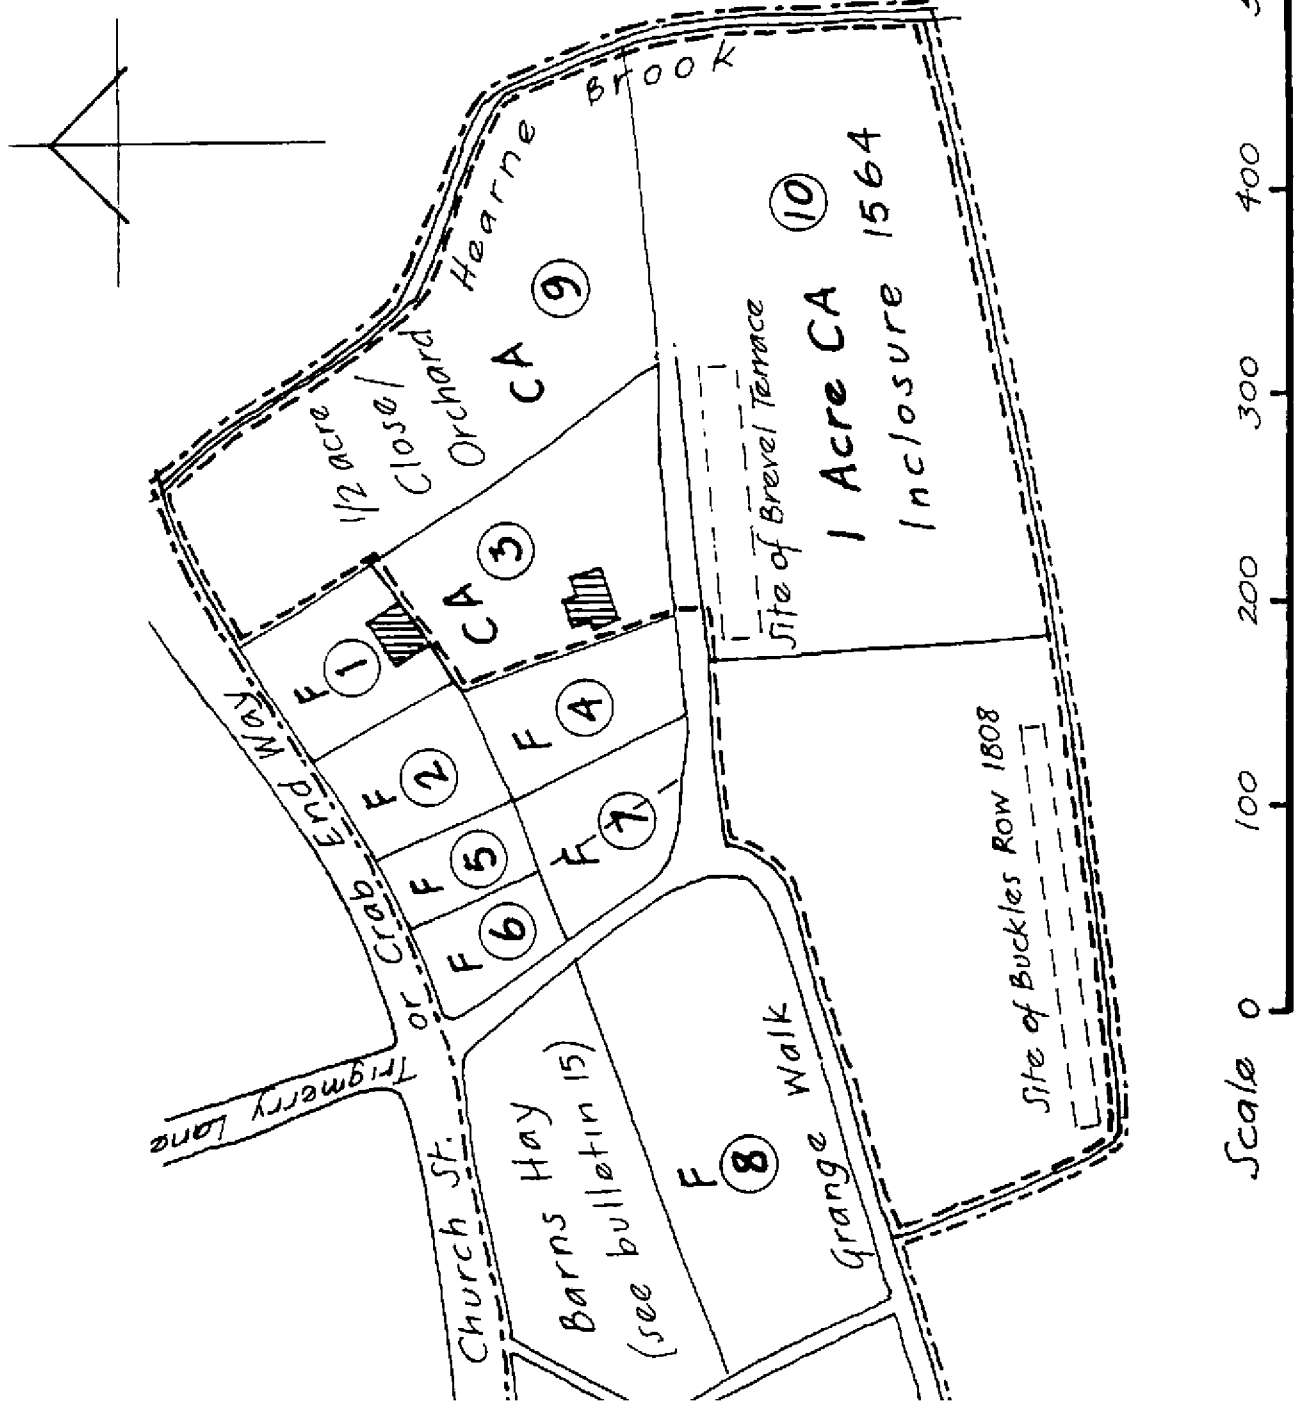 Trigmerry Lane
Church St.
or Crab End Way
Barns Hay
(see bulletin 15)
F
6
F
5
F
2
F
1
F
7
F
4
CA
3
1/2 acre
Close/
Orchard
CA
9
Hearne Brook
F
8
Grange Walk
Site of Brevel Terrace
10
1 Acre CA
Inclosure 1564
Site of Buckles Row 1808
Scale
0
100
200
300
400